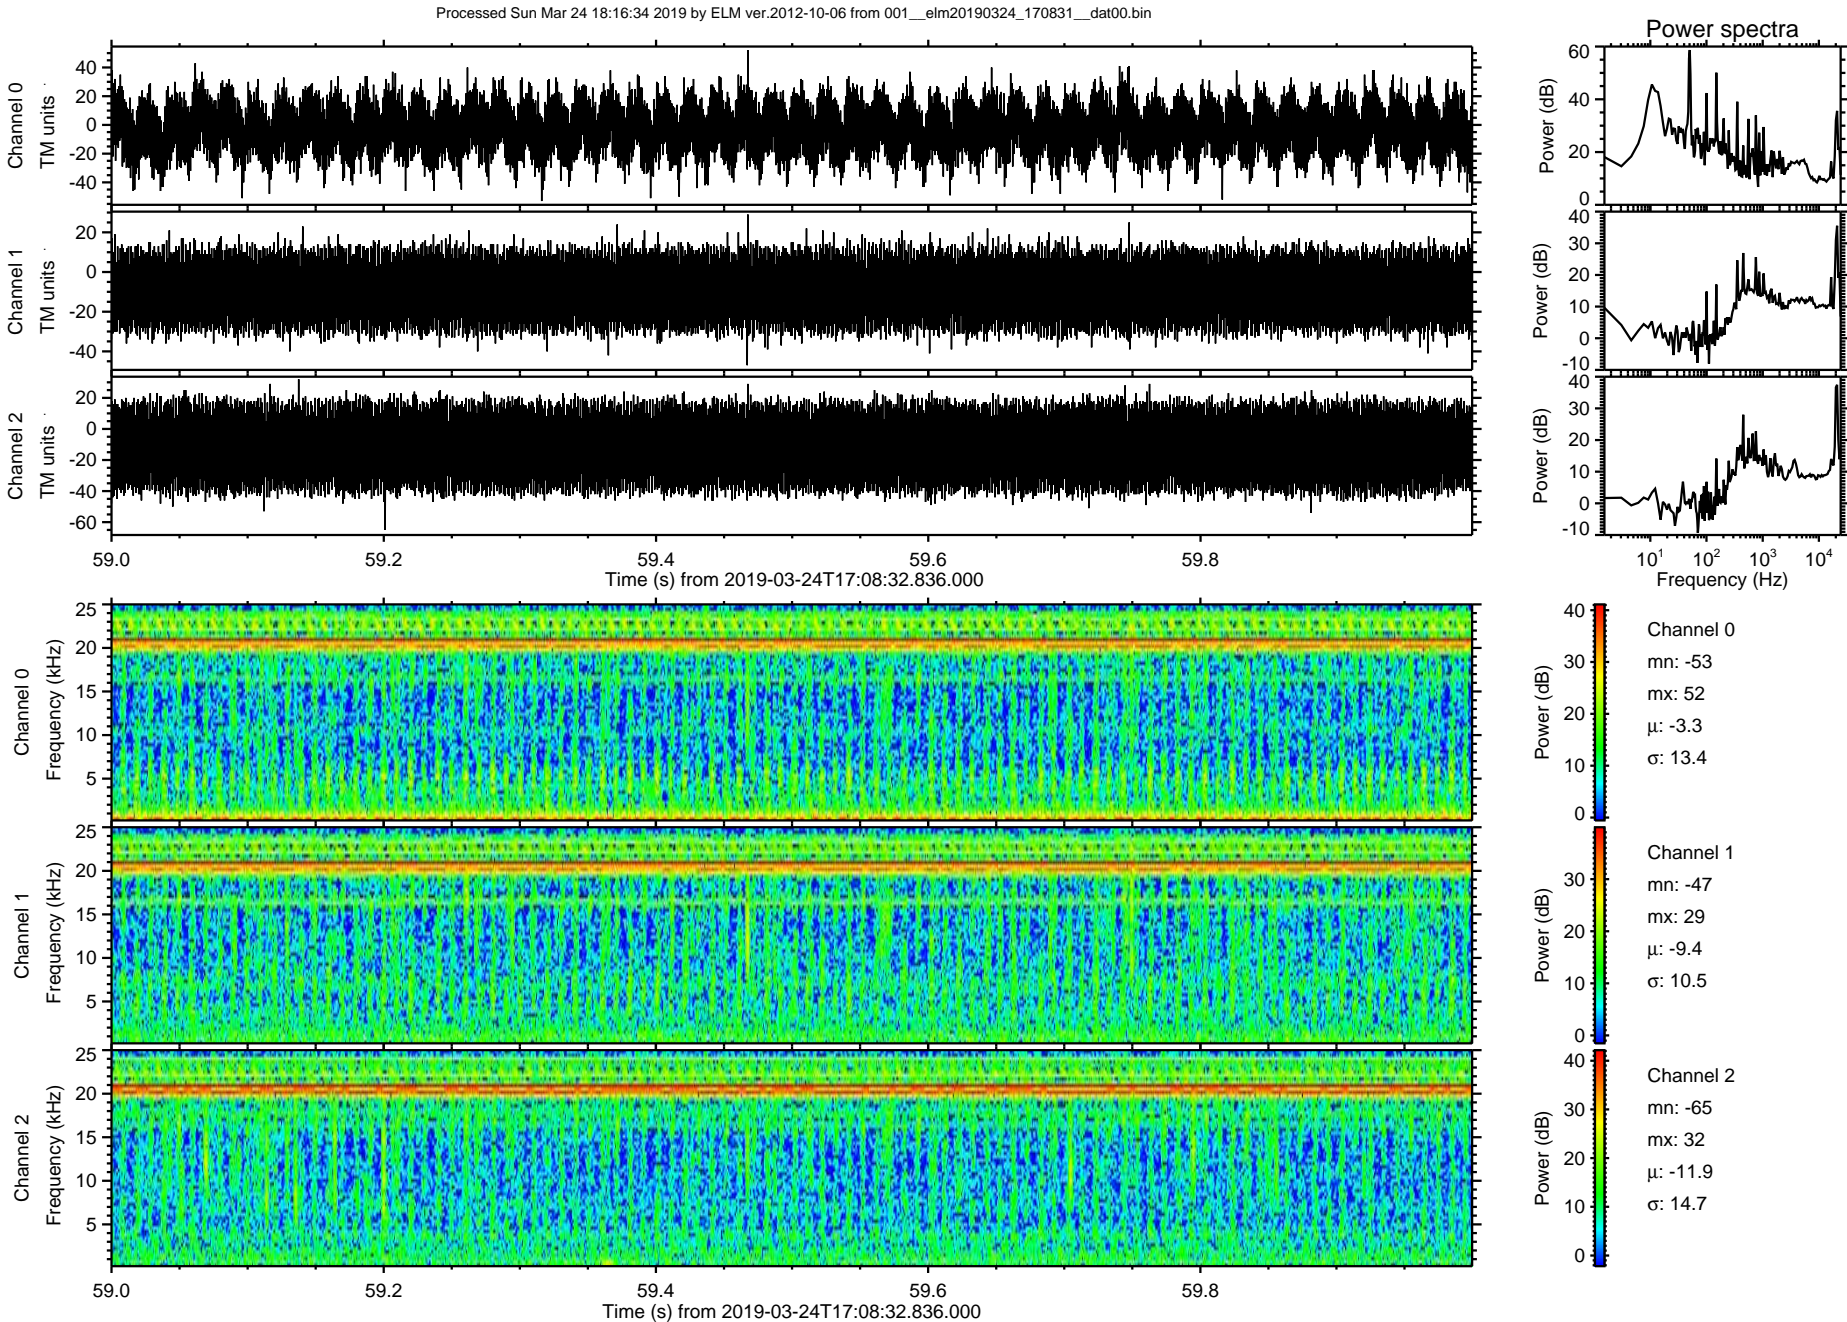 Processed Sun Mar 24 18:16:34 2019 by ELM ver.2012-10-06 from 001__elm20190324_170831__dat00.bin
Power spectra
Channel 0
TM units
40
20
0
-20
-40
Power (dB)
60
40
20
0
Channel 1
TM units
20
0
-20
-40
Power (dB)
40
30
20
10
0
-10
Channel 2
TM units
20
0
-20
-40
-60
Power (dB)
40
30
20
10
0
-10
59.0 59.2 59.4 59.6 59.8
Time (s) from 2019-03-24T17:08:32.836.000
10¹ 10² 10³ 10⁴
Frequency (Hz)
Channel 0
Frequency (kHz)
25
20
15
10
5
Power (dB)
40
30
20
10
0
Channel 0
mn: -53
mx: 52
μ: -3.3
σ: 13.4
Channel 1
Frequency (kHz)
25
20
15
10
5
Power (dB)
30
20
10
0
Channel 1
mn: -47
mx: 29
μ: -9.4
σ: 10.5
Channel 2
Frequency (kHz)
25
20
15
10
5
Power (dB)
40
30
20
10
0
Channel 2
mn: -65
mx: 32
μ: -11.9
σ: 14.7
59.0 59.2 59.4 59.6 59.8
Time (s) from 2019-03-24T17:08:32.836.000